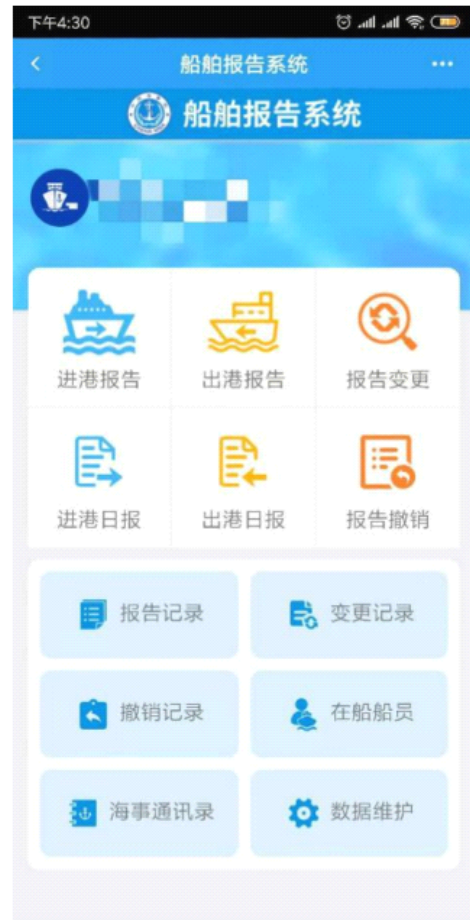 下午4:30
船舶报告系统
船舶报告系统
进港报告 出港报告 报告变更
进港日报 出港日报 报告撤销
报告记录 变更记录
撤销记录 在船船员
海事通讯录 数据维护